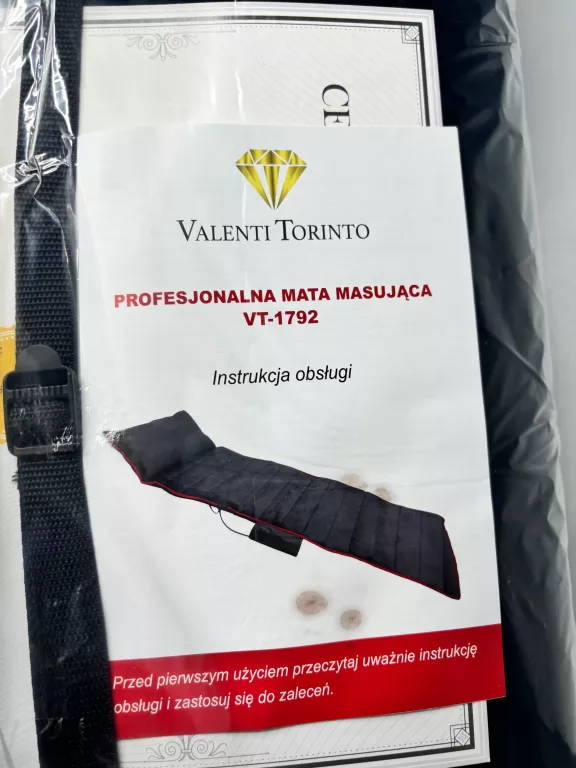 CE
VALENTI TORINTO
PROFESJONALNA MATA MASUJĄCA
VT-1792
Instrukcja obsługi
Przed pierwszym użyciem przeczytaj uważnie instrukcję
obsługi i zastosuj się do zaleceń.